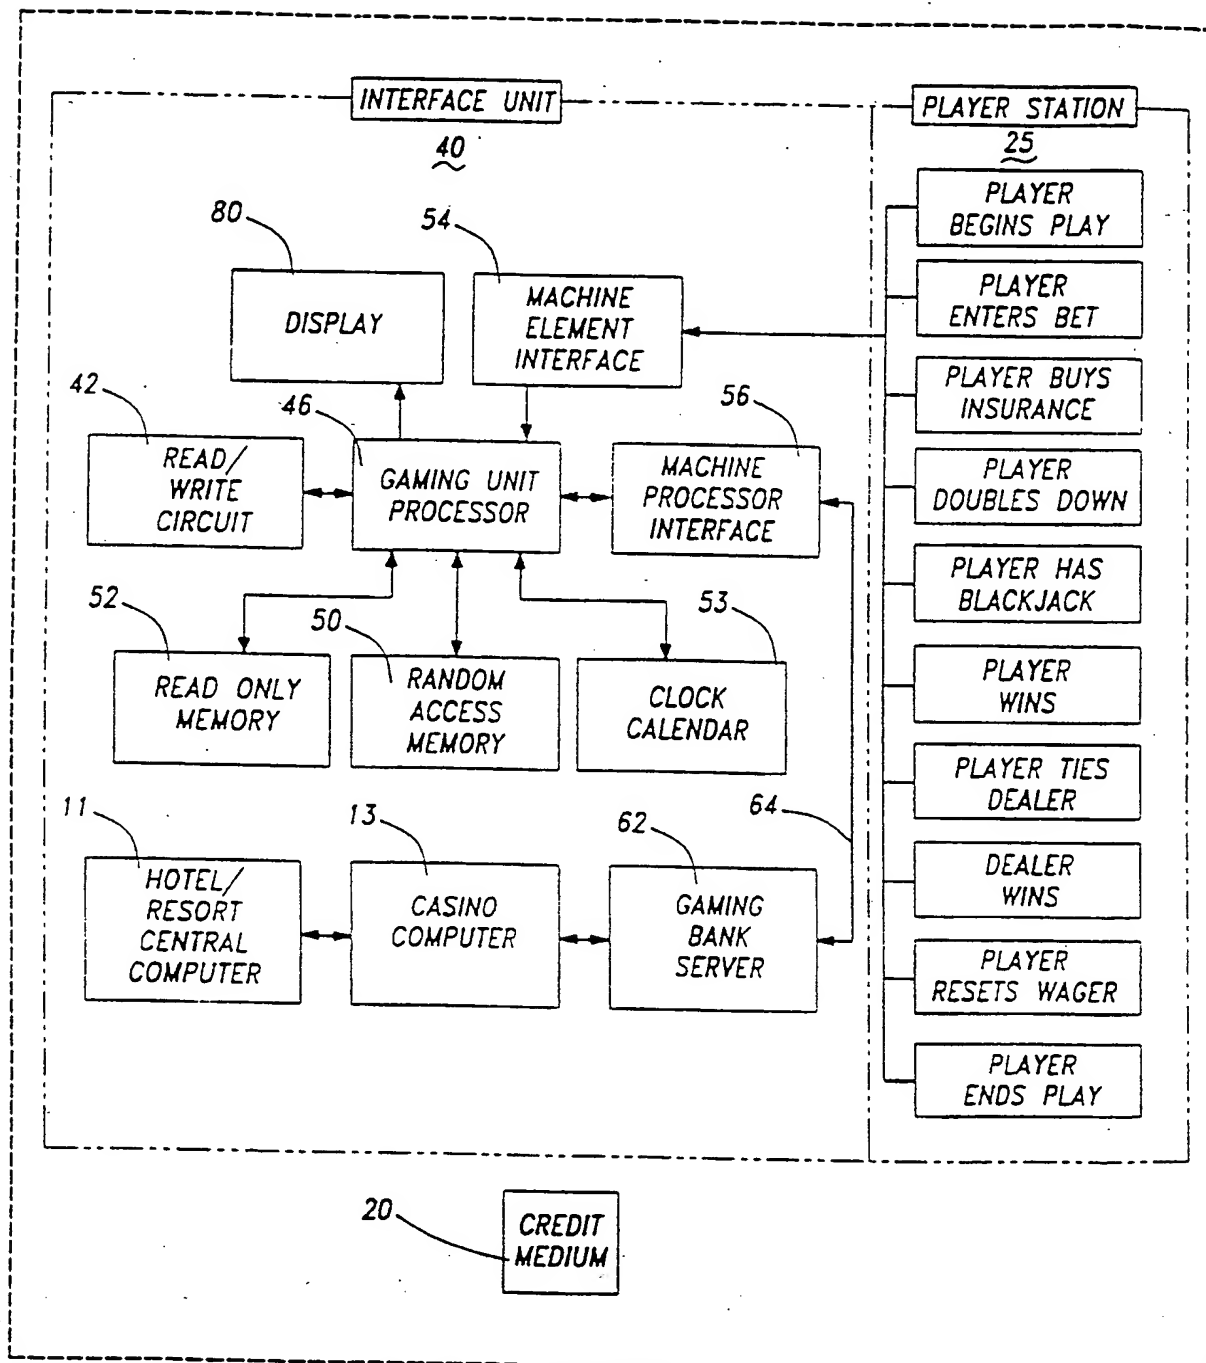 INTERFACE UNIT
40
PLAYER STATION
25
80
DISPLAY
54
MACHINE
ELEMENT
INTERFACE
42
READ/
WRITE
CIRCUIT
46
GAMING UNIT
PROCESSOR
56
MACHINE
PROCESSOR
INTERFACE
52
READ ONLY
MEMORY
50
RANDOM
ACCESS
MEMORY
53
CLOCK
CALENDAR
11
HOTEL/
RESORT
CENTRAL
COMPUTER
13
CASINO
COMPUTER
62
GAMING
BANK
SERVER
64
PLAYER
BEGINS PLAY
PLAYER
ENTERS BET
PLAYER BUYS
INSURANCE
PLAYER
DOUBLES DOWN
PLAYER HAS
BLACKJACK
PLAYER
WINS
PLAYER TIES
DEALER
DEALER
WINS
PLAYER
RESETS WAGER
PLAYER
ENDS PLAY
20
CREDIT
MEDIUM